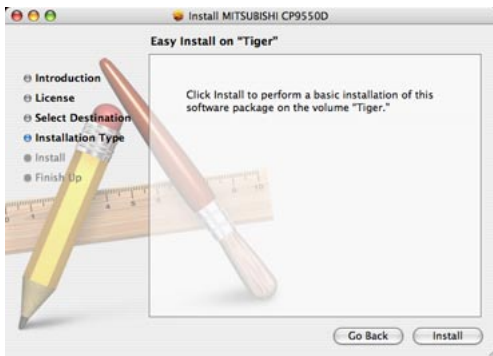 Install MITSUBISHI CP9550D
Easy Install on "Tiger"
Introduction
License
Select Destination
Installation Type
Install
Finish Up
Click Install to perform a basic installation of this
software package on the volume "Tiger."
Go Back
Install